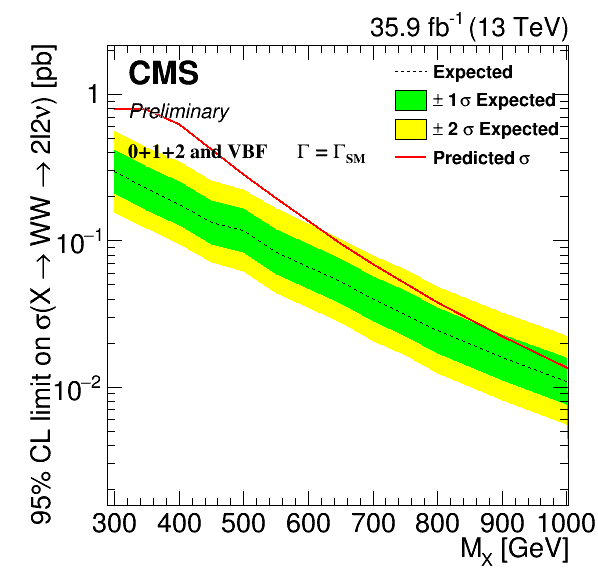 35.9 fb⁻¹ (13 TeV)
CMS
Preliminary
0+1+2 and VBF Γ = Γ_SM
Expected
± 1 σ Expected
± 2 σ Expected
Predicted σ
95% CL limit on σ(X → WW → 2l2ν) [pb]
1
10⁻¹
10⁻²
300 400 500 600 700 800 900 1000
M_X [GeV]